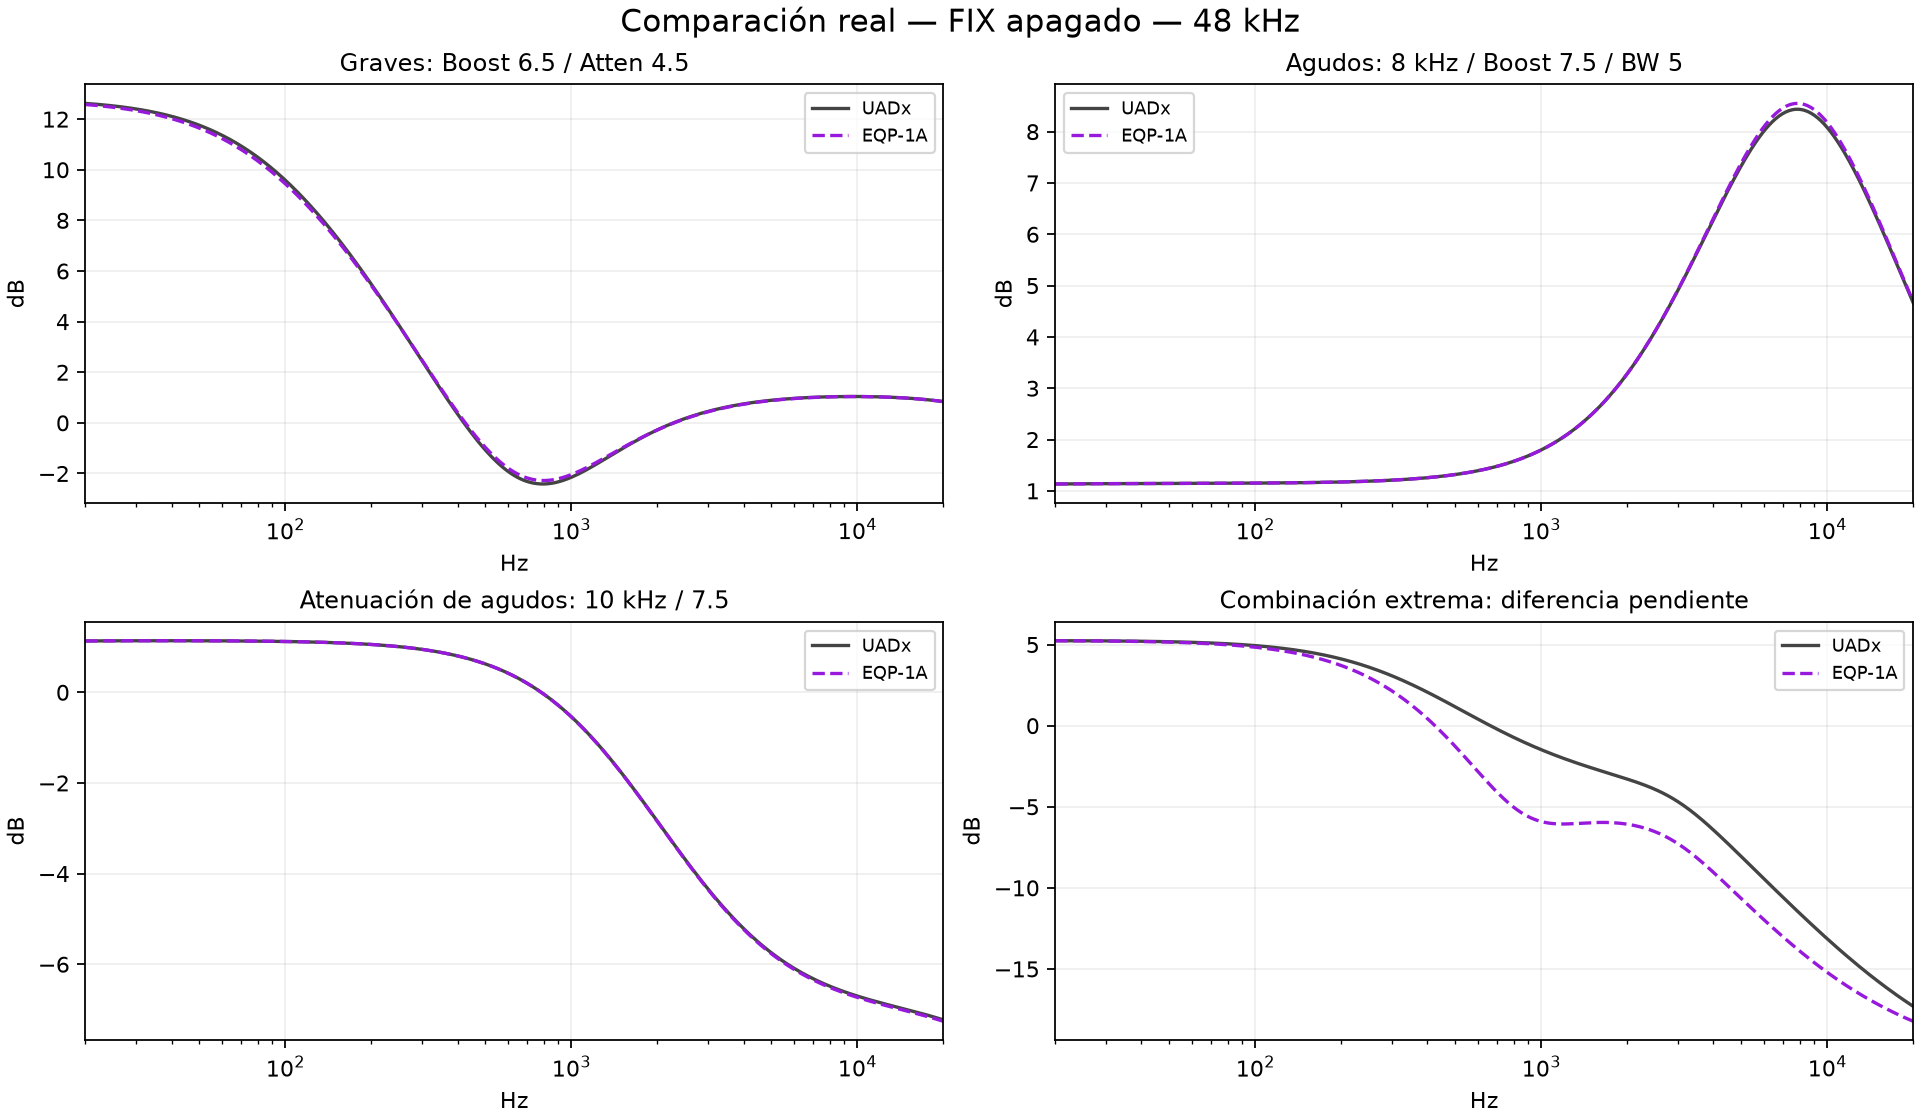 Comparación real — FIX apagado — 48 kHz
Graves: Boost 6.5 / Atten 4.5
UADx
EQP-1A
12
10
8
6
4
2
0
−2
dB
10²
10³
10⁴
Hz
Agudos: 8 kHz / Boost 7.5 / BW 5
UADx
EQP-1A
8
7
6
5
4
3
2
1
dB
10²
10³
10⁴
Hz
Atenuación de agudos: 10 kHz / 7.5
UADx
EQP-1A
0
−2
−4
−6
dB
10²
10³
10⁴
Hz
Combinación extrema: diferencia pendiente
UADx
EQP-1A
5
0
−5
−10
−15
dB
10²
10³
10⁴
Hz